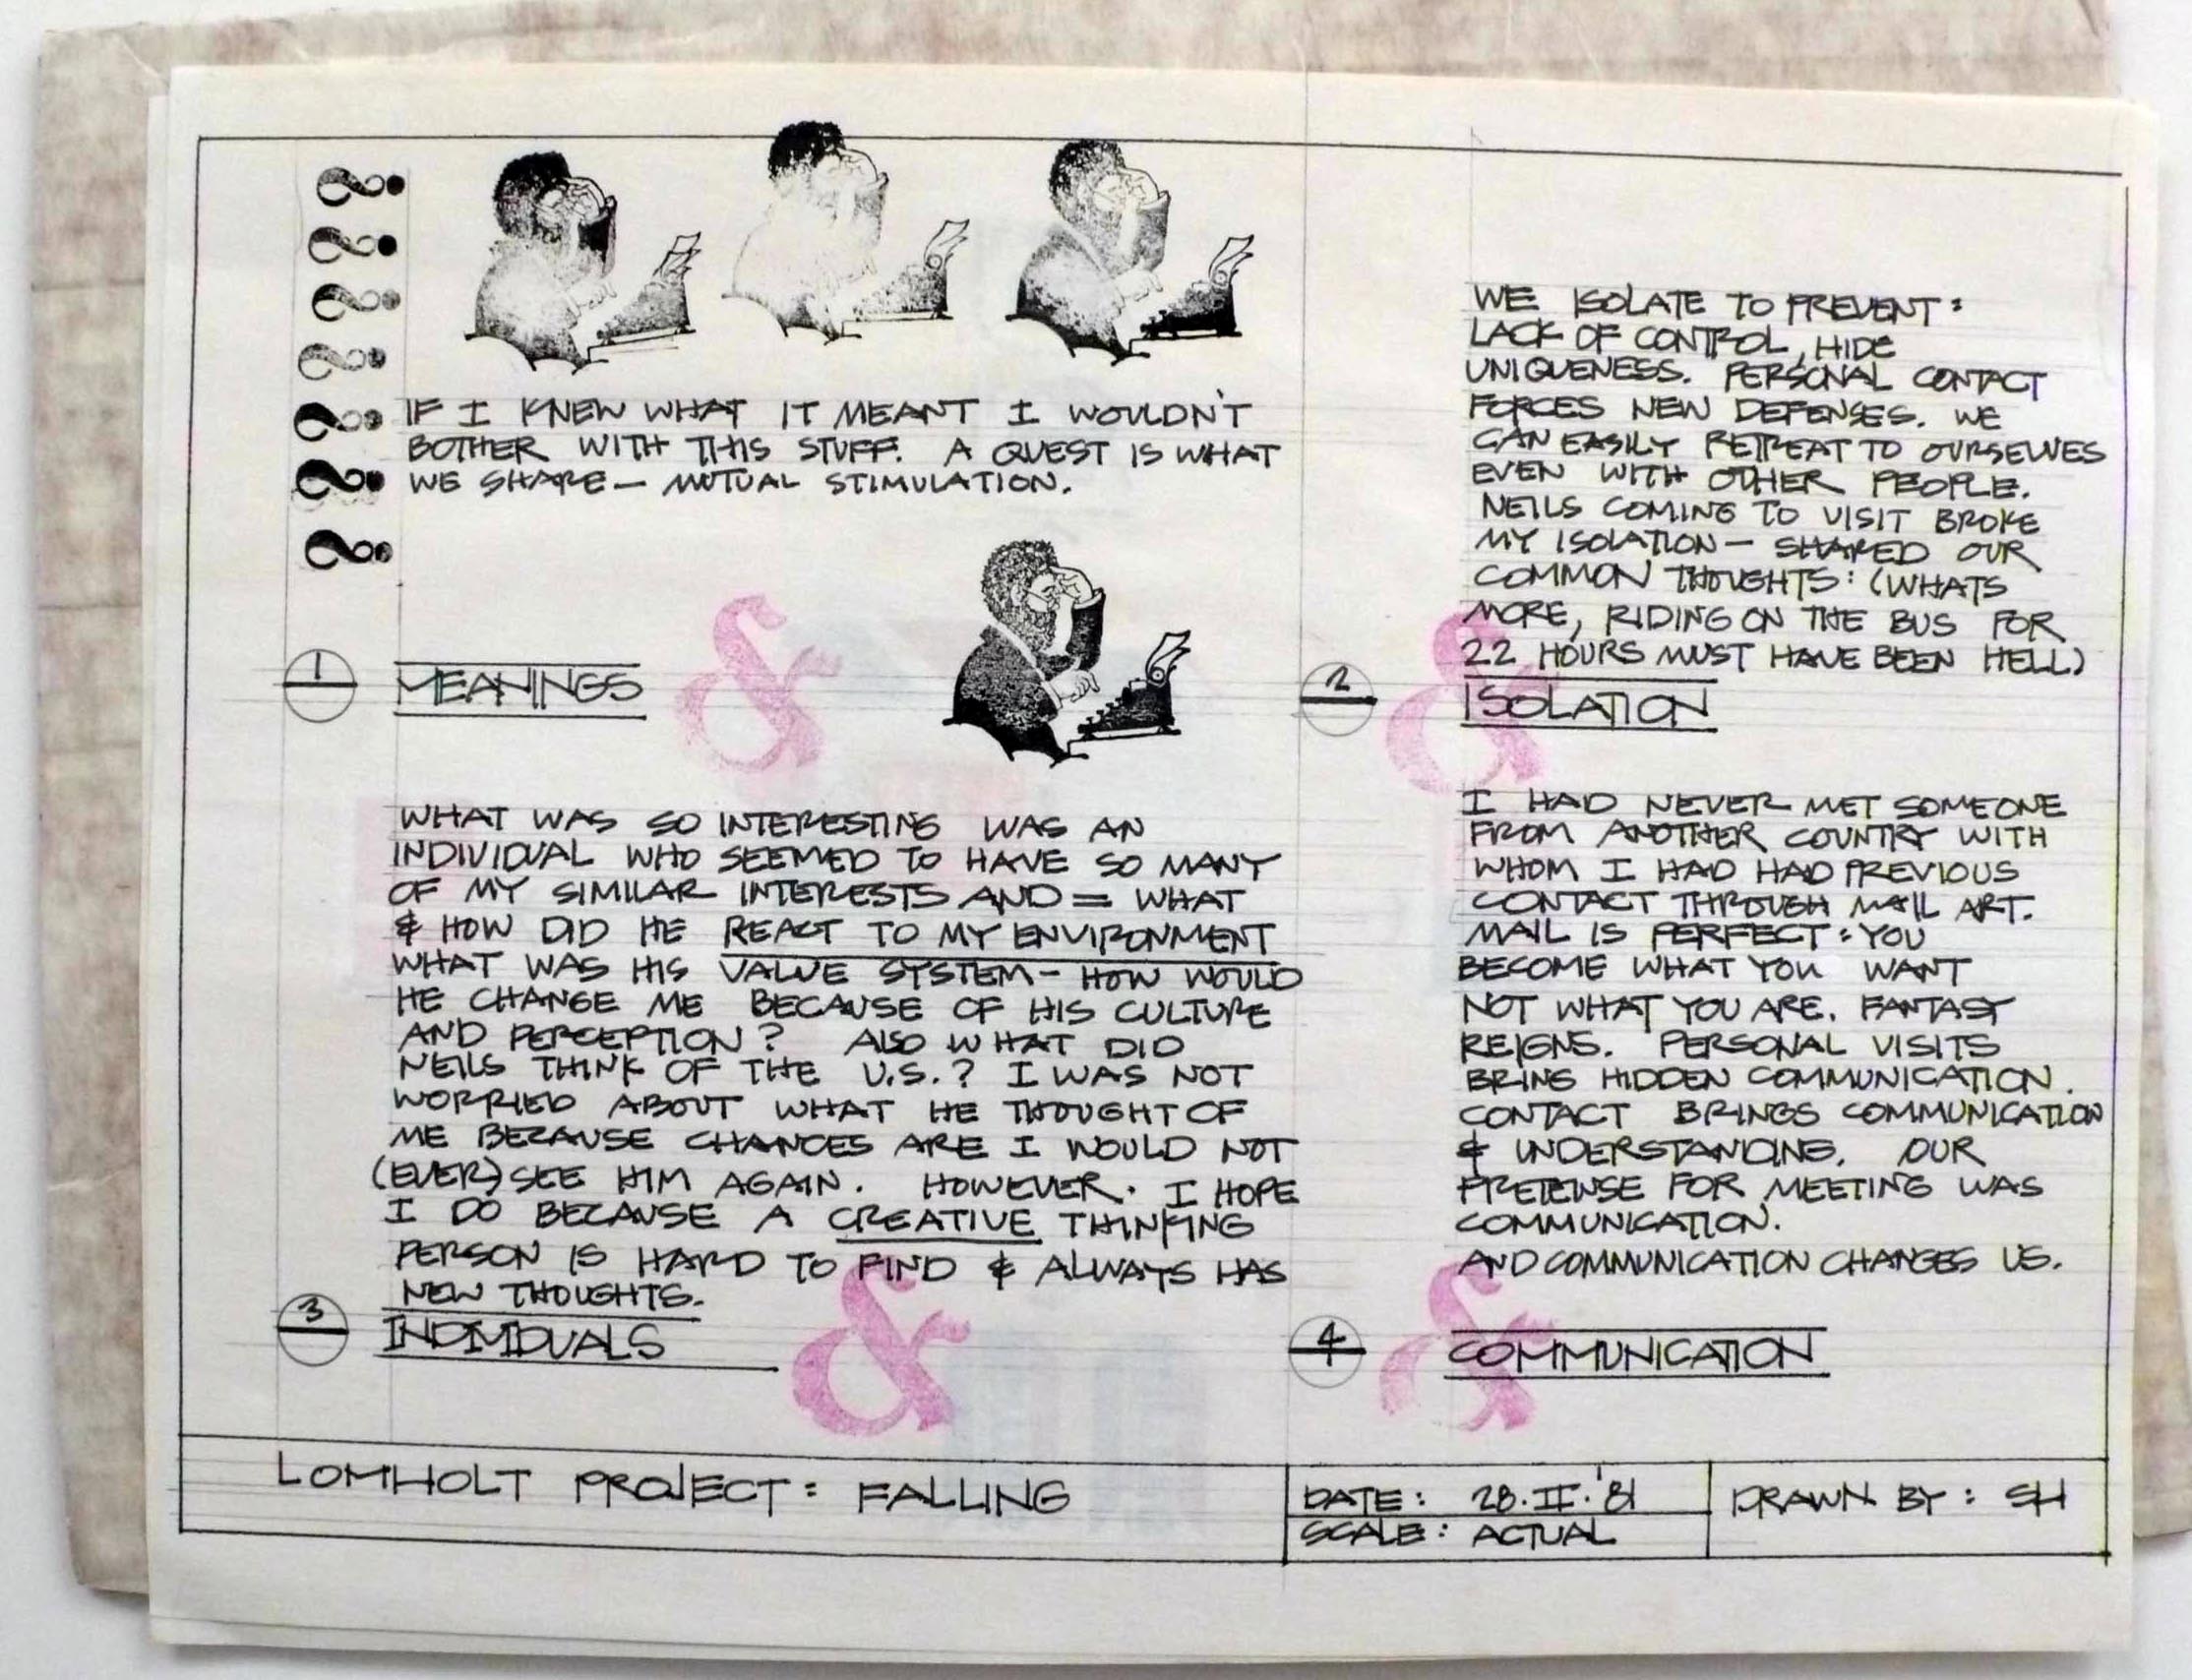 IF I KNEW WHAT IT MEANT I WOULDN'T
BOTHER WITH THIS STUFF. A QUEST IS WHAT
WE SHARE — MUTUAL STIMULATION.
1 MEANINGS
&
WE ISOLATE TO PREVENT:
LACK OF CONTROL, HIDE
UNIQUENESS. PERSONAL CONTACT
FORCES NEW DEFENSES. WE
CAN EASILY RETREAT TO OURSELVES
EVEN WITH OTHER PEOPLE.
NEILS COMING TO VISIT BROKE
MY ISOLATION — SHARED OUR
COMMON THOUGHTS: (WHATS
MORE, RIDING ON THE BUS FOR
22 HOURS MUST HAVE BEEN HELL)
2 ISOLATION
&
WHAT WAS SO INTERESTING WAS AN
INDIVIDUAL WHO SEEMED TO HAVE SO MANY
OF MY SIMILAR INTERESTS AND = WHAT
& HOW DID HE REACT TO MY ENVIRONMENT
WHAT WAS HIS VALUE SYSTEM - HOW WOULD
HE CHANGE ME BECAUSE OF HIS CULTURE
AND PERCEPTION? ALSO WHAT DID
NEILS THINK OF THE U.S.? I WAS NOT
WORRIED ABOUT WHAT HE THOUGHT OF
ME BECAUSE CHANCES ARE I WOULD NOT
(EVER) SEE HIM AGAIN. HOWEVER. I HOPE
I DO BECAUSE A CREATIVE THINKING
PERSON IS HARD TO FIND & ALWAYS HAS
NEW THOUGHTS.
3 INDIVIDUALS
&
I HAD NEVER MET SOMEONE
FROM ANOTHER COUNTRY WITH
WHOM I HAD HAD PREVIOUS
CONTACT THROUGH MAIL ART.
MAIL IS PERFECT: YOU
BECOME WHAT YOU WANT
NOT WHAT YOU ARE. FANTASY
REIGNS. PERSONAL VISITS
BRING HIDDEN COMMUNICATION.
CONTACT BRINGS COMMUNICATION
& UNDERSTANDING. OUR
PRETENSE FOR MEETING WAS
COMMUNICATION.
AND COMMUNICATION CHANGES US.
4 COMMUNICATION
&
? ? ? ? ? ? ?
LOMHOLT PROJECT: FALLING
DATE: 28.II.'81
SCALE: ACTUAL
DRAWN BY: SH